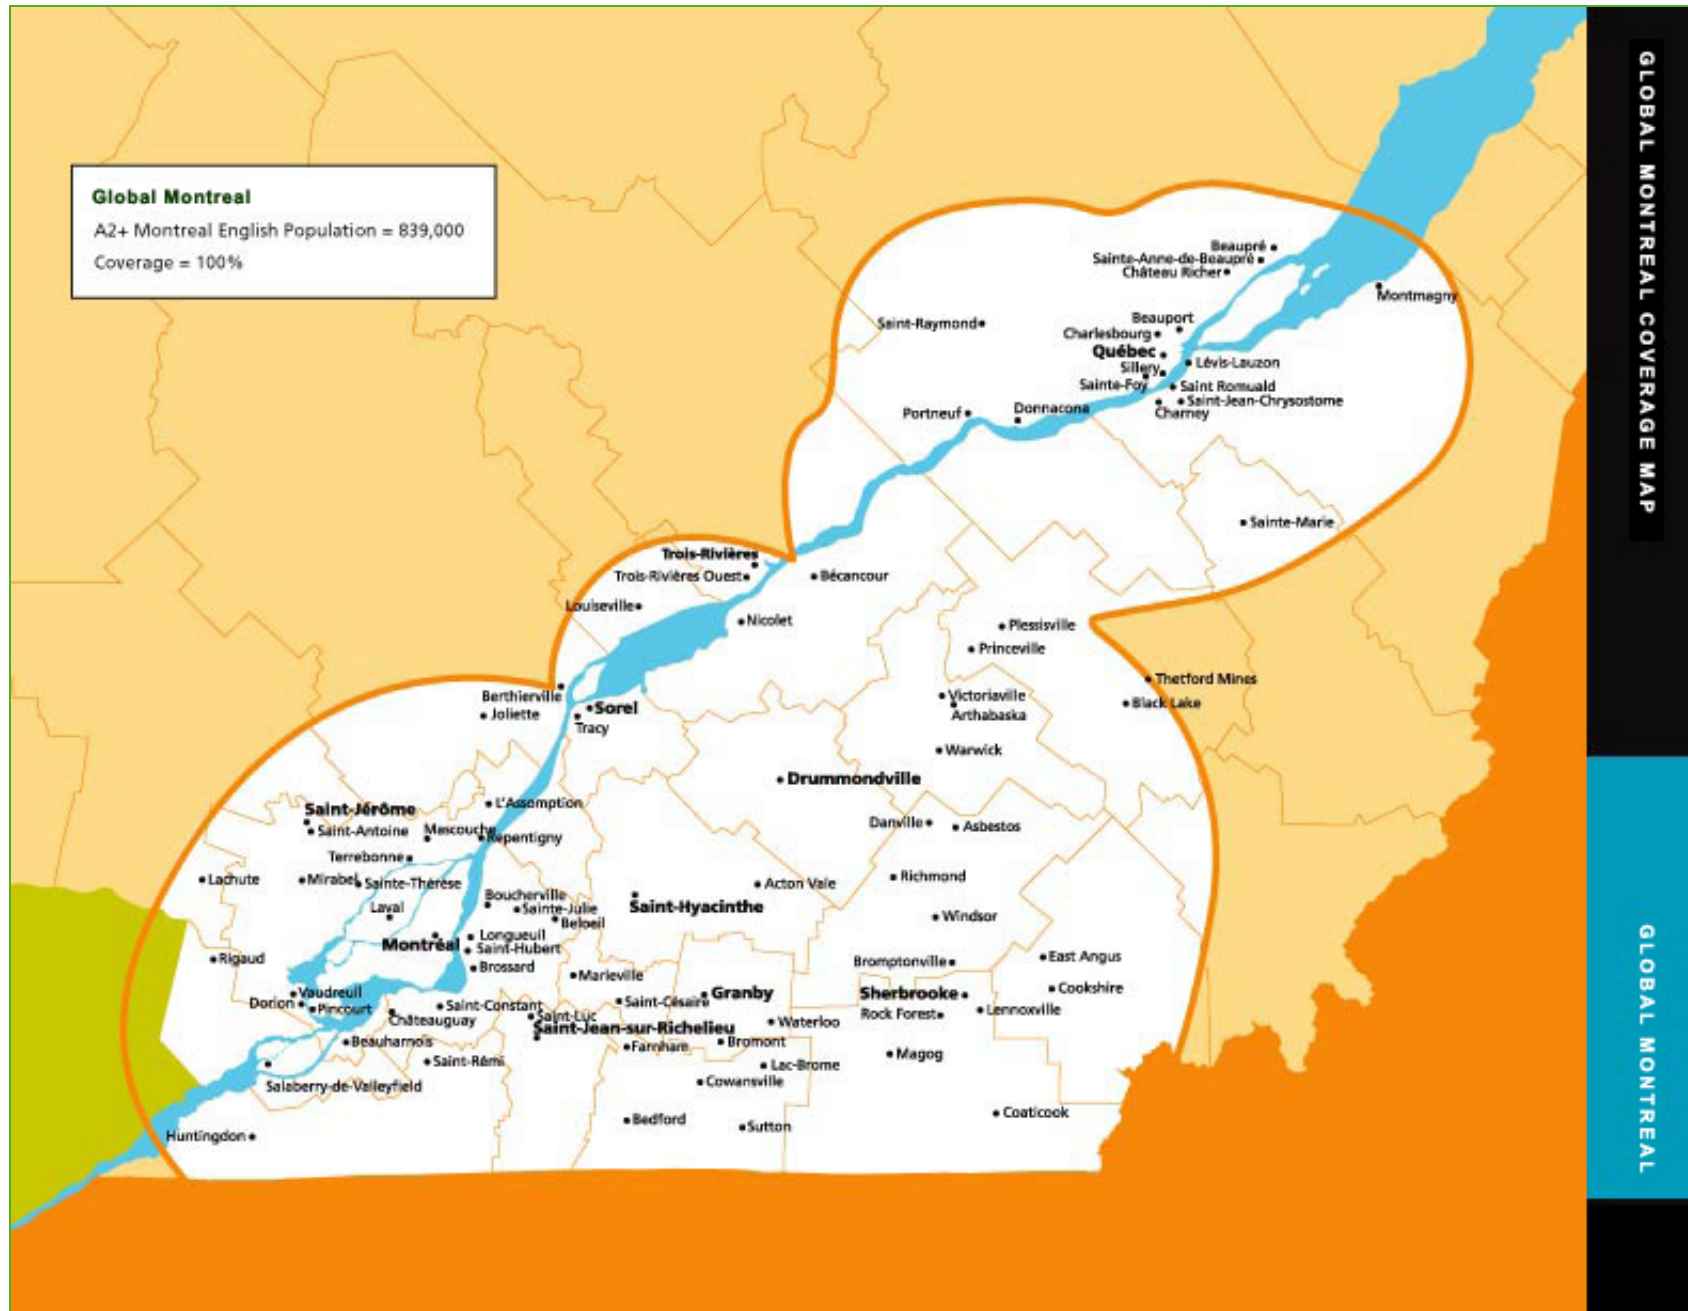 Global Montreal
A2+ Montreal English Population = 839,000
Coverage = 100%
GLOBAL MONTREAL COVERAGE MAP
GLOBAL MONTREAL
Beaupré
Sainte-Anne-de-Beaupré
Château Richer
Montmagny
Saint-Raymond
Beauport
Charlesbourg
Québec
Sillery
Lévis-Lauzon
Sainte-Foy
Saint Romuald
Saint-Jean-Chrysostome
Charney
Portneuf
Donnacona
Sainte-Marie
Trois-Rivières
Trois-Rivières Ouest
Bécancour
Louiseville
Nicolet
Plessisville
Princeville
Thetford Mines
Black Lake
Berthierville
Joliette
Sorel
Tracy
Victoriaville
Arthabaska
Warwick
Drummondville
L'Assomption
Saint-Jérôme
Saint-Antoine
Mascouche
Repentigny
Danville
Asbestos
Terrebonne
Lachute
Mirabel
Sainte-Thérèse
Laval
Boucherville
Sainte-Julie
Beloeil
Saint-Hyacinthe
Acton Vale
Richmond
Windsor
Montréal
Longueuil
Saint-Hubert
Brossard
Rigaud
Marieville
Bromptonville
East Angus
Vaudreuil
Dorion
Pincourt
Saint-Constant
Châteauguay
Saint-Césaire
Granby
Sherbrooke
Cookshire
Saint-Luc
Saint-Jean-sur-Richelieu
Waterloo
Rock Forest
Lennoxville
Beauharnois
Farnham
Bromont
Saint-Rémi
Lac-Brome
Magog
Salaberry-de-Valleyfield
Cowansville
Bedford
Sutton
Coaticook
Huntingdon